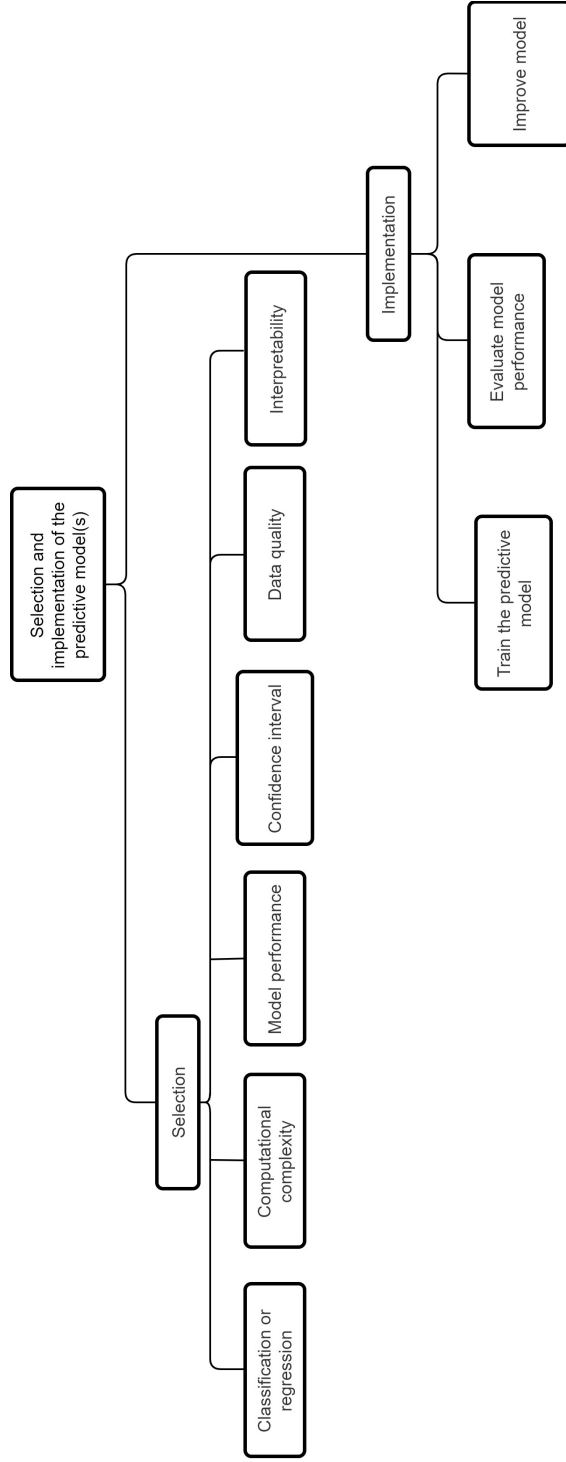 Selection and
implementation of the
predictive model(s)
Selection
Classification or
regression
Computational
complexity
Model performance
Confidence interval
Data quality
Interpretability
Implementation
Train the predictive
model
Evaluate model
performance
Improve model